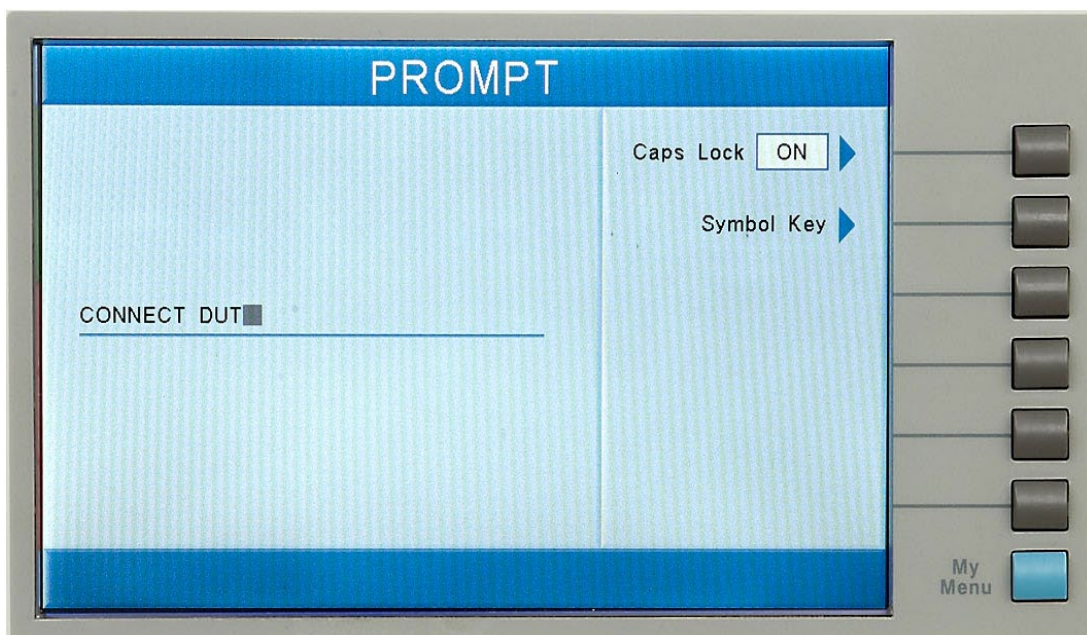 PROMPT
Caps Lock ON
Symbol Key
CONNECT DUT
My
Menu